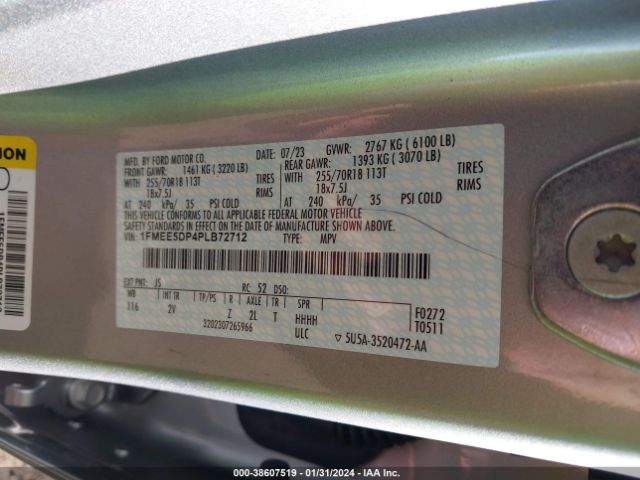 MFD. BY FORD MOTOR CO.
DATE: 07/23 GVWR: 2767 KG ( 6100 LB)
FRONT GAWR: 1461 KG ( 3220 LB) REAR GAWR: 1393 KG ( 3070 LB)
WITH 255/70R18 113T TIRES WITH 255/70R18 113T TIRES
18x7.5J RIMS 18x7.5J RIMS
AT 240 kPa/ 35 PSI COLD AT 240 kPa/ 35 PSI COLD
THIS VEHICLE CONFORMS TO ALL APPLICABLE FEDERAL MOTOR VEHICLE
SAFETY STANDARDS IN EFFECT ON THE DATE OF MANUFACTURE SHOWN ABOVE.
VIN: 1FMEE5DP4PLB72712 TYPE: MPV
EXT PNT: JS RC: 52 DSO:
WB INT TR TP/PS R AXLE TR SPR
116 2V Z 2L T HHHH
3202307265966 ULC
F0272
T0511
5U5A-3520472-AA
000-38607519 - 01/31/2024 - IAA Inc.